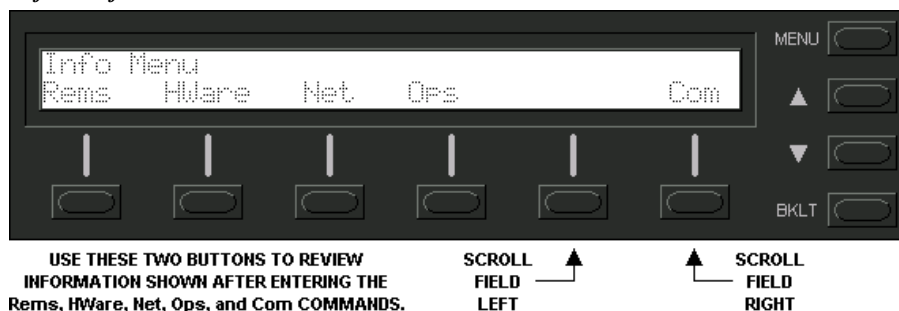 Info Menu
Rems HWare Net Ops Com
MENU
▲
▼
BKLT
USE THESE TWO BUTTONS TO REVIEW
INFORMATION SHOWN AFTER ENTERING THE
Rems, HWare, Net, Ops, and Com COMMANDS.
SCROLL
FIELD
LEFT
SCROLL
FIELD
RIGHT